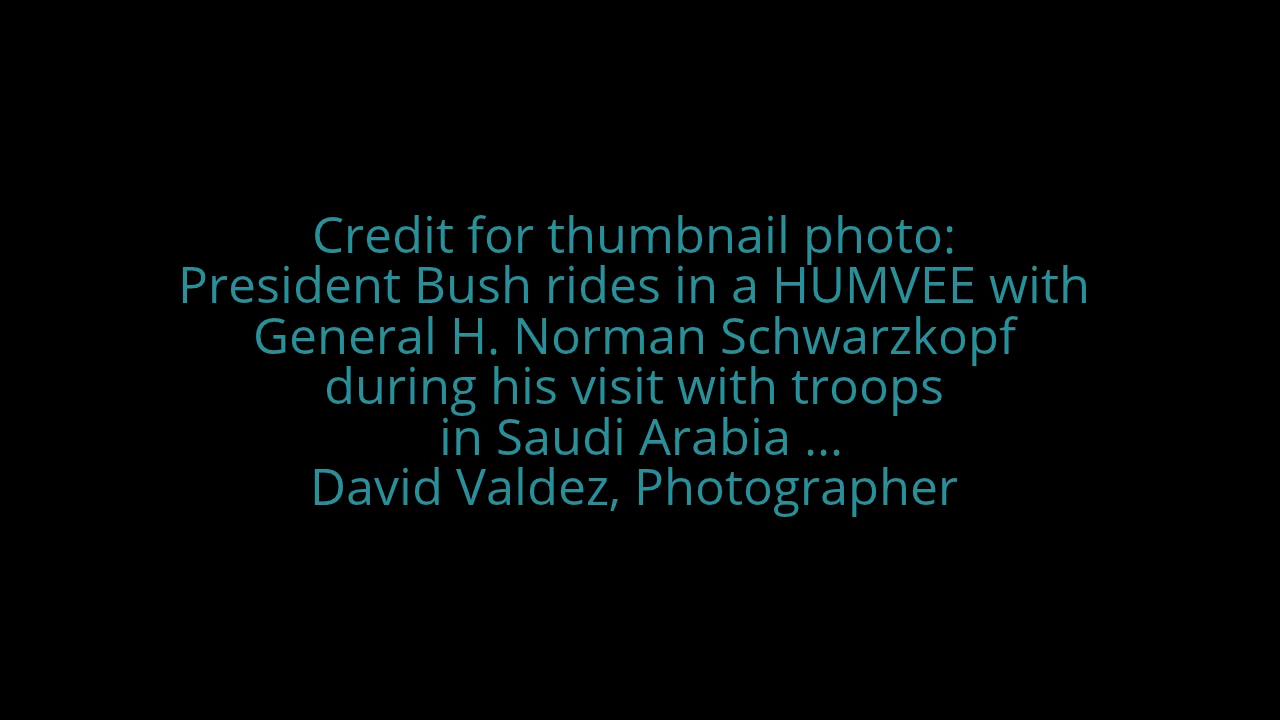 Credit for thumbnail photo:
President Bush rides in a HUMVEE with
General H. Norman Schwarzkopf
during his visit with troops
in Saudi Arabia ...
David Valdez, Photographer